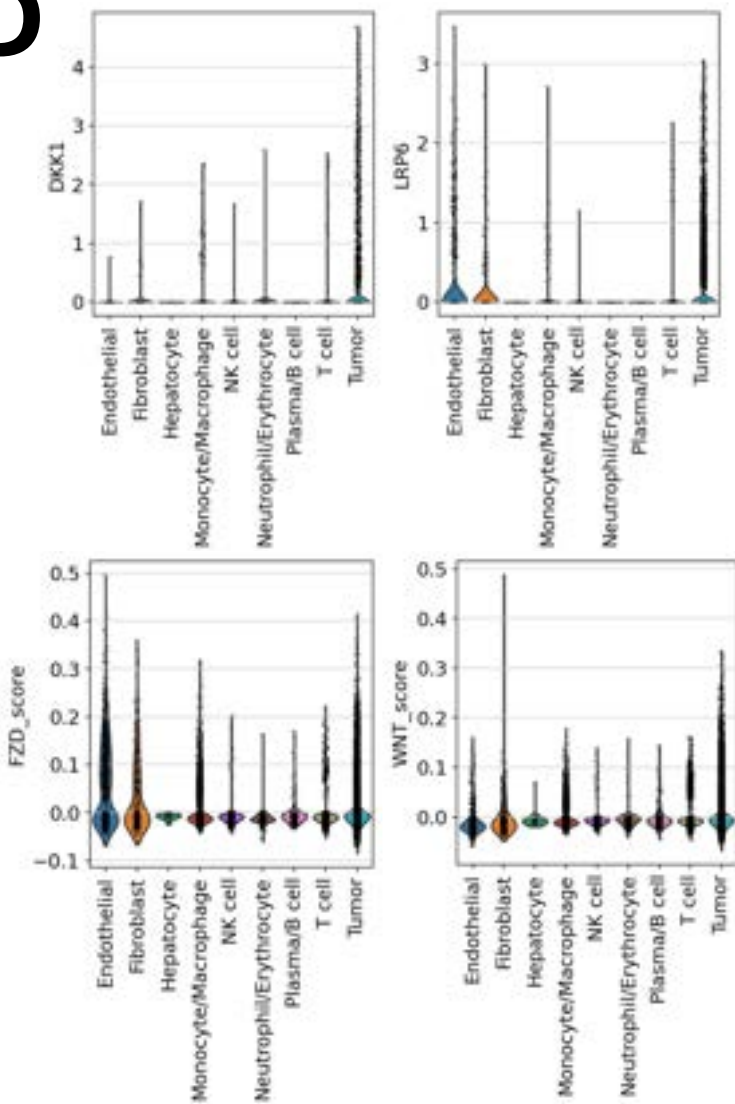 D
DKK1
4
3
2
1
0
Endothelial
Fibroblast
Hepatocyte
Monocyte/Macrophage
NK cell
Neutrophil/Erythrocyte
Plasma/B cell
T cell
Tumor
LRP6
3
2
1
0
Endothelial
Fibroblast
Hepatocyte
Monocyte/Macrophage
NK cell
Neutrophil/Erythrocyte
Plasma/B cell
T cell
Tumor
FZD_score
0.5
0.4
0.3
0.2
0.1
0.0
−0.1
Endothelial
Fibroblast
Hepatocyte
Monocyte/Macrophage
NK cell
Neutrophil/Erythrocyte
Plasma/B cell
T cell
Tumor
WNT_score
0.5
0.4
0.3
0.2
0.1
0.0
Endothelial
Fibroblast
Hepatocyte
Monocyte/Macrophage
NK cell
Neutrophil/Erythrocyte
Plasma/B cell
T cell
Tumor